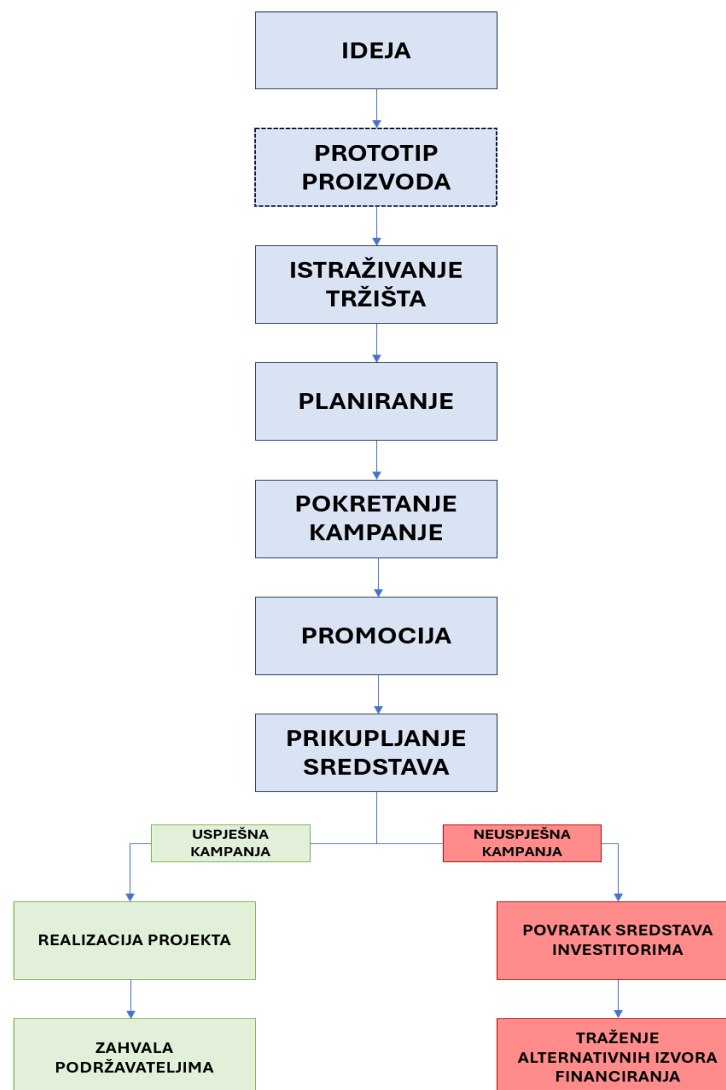 IDEJA
PROTOTIP
PROIZVODA
ISTRAŽIVANJE
TRŽIŠTA
PLANIRANJE
POKRETANJE
KAMPANJE
PROMOCIJA
PRIKUPLJANJE
SREDSTAVA
USPJEŠNA
KAMPANJA
NEUSPJEŠNA
KAMPANJA
REALIZACIJA PROJEKTA
POVRATAK SREDSTAVA
INVESTITORIMA
ZAHVALA
PODRŽAVATELJIMA
TRAŽENJE
ALTERNATIVNIH IZVORA
FINANCIRANJA